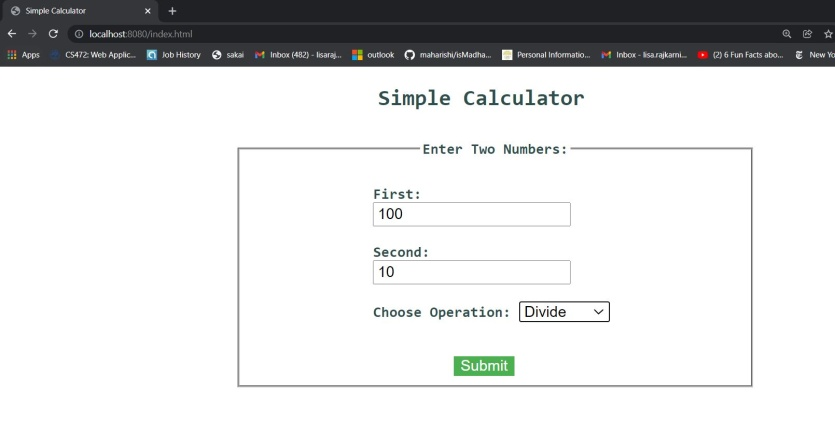 Simple Calculator
localhost:8080/index.html
Apps CS472: Web Applic... Job History sakai Inbox (482) - lisaraj... outlook maharishi/isMadha... Personal Informatio... Inbox - lisa.rajkarni... (2) 6 Fun Facts abo... New Yo
Simple Calculator
Enter Two Numbers:
First:
100
Second:
10
Choose Operation: Divide
Submit